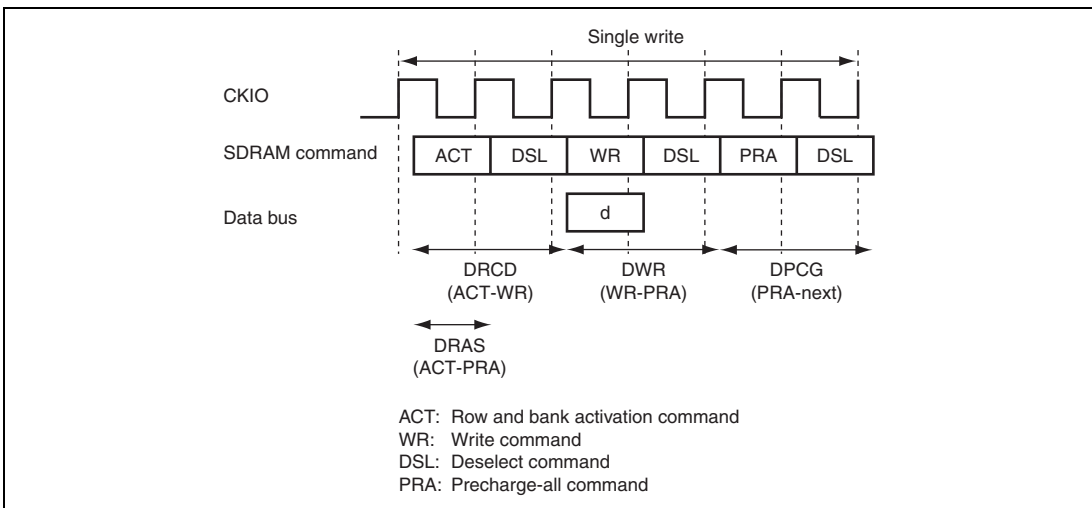 Single write
CKIO
SDRAM command ACT DSL WR DSL PRA DSL
Data bus d
DRCD DWR DPCG
(ACT-WR) (WR-PRA) (PRA-next)
DRAS
(ACT-PRA)
ACT: Row and bank activation command
WR: Write command
DSL: Deselect command
PRA: Precharge-all command